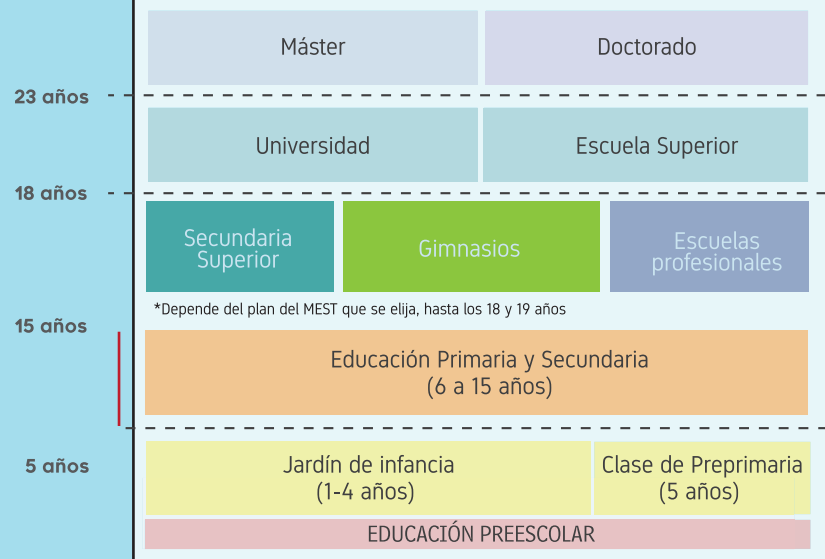 Máster
Doctorado
23 años
Universidad
Escuela Superior
18 años
Secundaria
Superior
Gimnasios
Escuelas
profesionales
*Depende del plan del MEST que se elija, hasta los 18 y 19 años
15 años
Educación Primaria y Secundaria
(6 a 15 años)
5 años
Jardín de infancia
(1-4 años)
Clase de Preprimaria
(5 años)
EDUCACIÓN PREESCOLAR